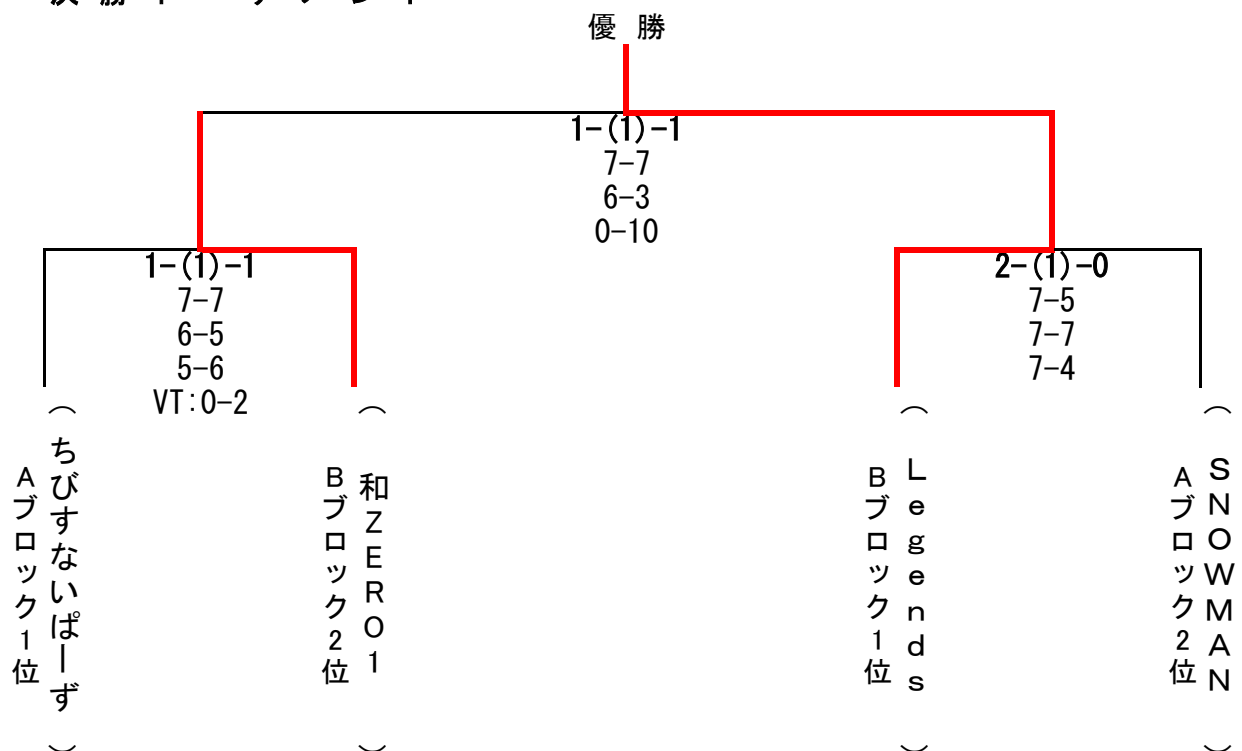 優 勝
1-(1)-1
7-7
6-3
0-10
1-(1)-1
7-7
6-5
5-6
VT:0-2
2-(1)-0
7-5
7-7
7-4
ちびすないぱーず
（Aブロック1位）
和ZERO1
（Bブロック2位）
Legends
（Bブロック1位）
SNOWMAN
（Aブロック2位）